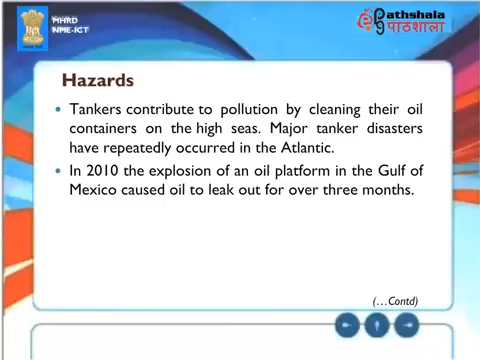 MHRD
NME-ICT
ePathshala
पाठशाला
Hazards
• Tankers contribute to pollution by cleaning their oil
containers on the high seas. Major tanker disasters
have repeatedly occurred in the Atlantic.
• In 2010 the explosion of an oil platform in the Gulf of
Mexico caused oil to leak out for over three months.
(…Contd)